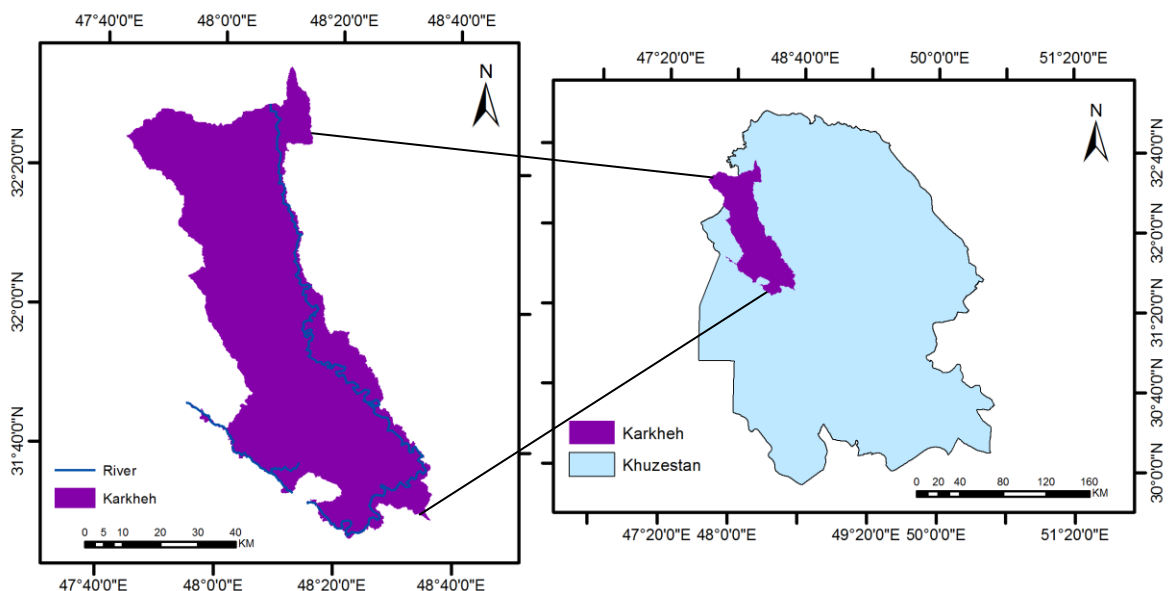 47°40'0"E 48°0'0"E 48°20'0"E 48°40'0"E
N
32°20'0"N
32°0'0"N
31°40'0"N
River
Karkheh
0 5 10 20 30 40
KM
47°40'0"E 48°0'0"E 48°20'0"E 48°40'0"E
47°20'0"E 48°40'0"E 50°0'0"E 51°20'0"E
N
32°40'0"N
32°0'0"N
31°20'0"N
30°40'0"N
30°0'0"N
Karkheh
Khuzestan
0 20 40 80 120 160
KM
47°20'0"E 48°0'0"E 49°20'0"E 50°0'0"E 51°20'0"E